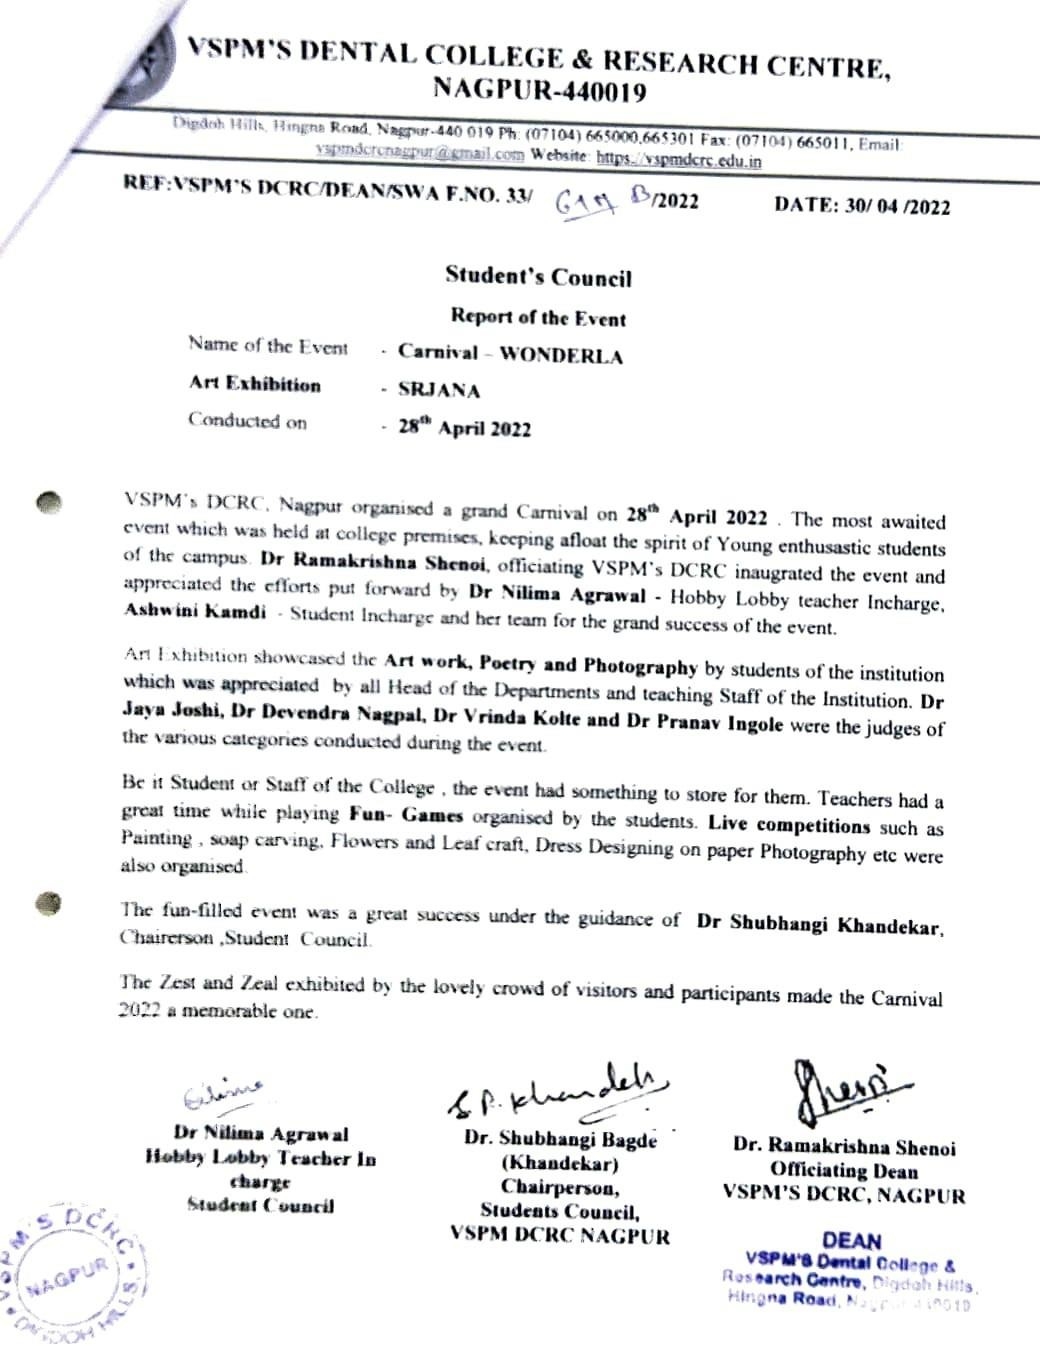 VSPM'S DENTAL COLLEGE & RESEARCH CENTRE,
NAGPUR-440019
Digdoh Hills, Hingna Road, Nagpur-440 019 Ph: (07104) 665000,665301 Fax: (07104) 665011, Email:
vspmdcrcnagpur@gmail.com Website: https://vspmdcrc.edu.in
REF:VSPM'S DCRC/DEAN/SWA F.NO. 33/ B/2022 DATE: 30/ 04 /2022
Student's Council
Report of the Event
Name of the Event - Carnival – WONDERLA
Art Exhibition - SRJANA
Conducted on - 28th April 2022
VSPM's DCRC, Nagpur organised a grand Carnival on 28th April 2022 . The most awaited
event which was held at college premises, keeping afloat the spirit of Young enthusastic students
of the campus. Dr Ramakrishna Shenoi, officiating VSPM's DCRC inaugrated the event and
appreciated the efforts put forward by Dr Nilima Agrawal - Hobby Lobby teacher Incharge,
Ashwini Kamdi - Student Incharge and her team for the grand success of the event.
Art Exhibition showcased the Art work, Poetry and Photography by students of the institution
which was appreciated by all Head of the Departments and teaching Staff of the Institution. Dr
Jaya Joshi, Dr Devendra Nagpal, Dr Vrinda Kolte and Dr Pranav Ingole were the judges of
the various categories conducted during the event.
Be it Student or Staff of the College , the event had something to store for them. Teachers had a
great time while playing Fun- Games organised by the students. Live competitions such as
Painting , soap carving, Flowers and Leaf craft, Dress Designing on paper Photography etc were
also organised.
The fun-filled event was a great success under the guidance of Dr Shubhangi Khandekar,
Chairerson ,Student Council.
The Zest and Zeal exhibited by the lovely crowd of visitors and participants made the Carnival
2022 a memorable one.
S.P. Khandek
Dr Nilima Agrawal
Hobby Lobby Teacher In
charge
Student Council
Dr. Shubhangi Bagde
(Khandekar)
Chairperson,
Students Council,
VSPM DCRC NAGPUR
Dr. Ramakrishna Shenoi
Officiating Dean
VSPM'S DCRC, NAGPUR
DEAN
VSPM'S Dental College &
Research Centre, Digdoh Hills,
Hingna Road, Nagpur-440019
VSPM'S DCRC
NAGPUR
DIGDOH HILLS